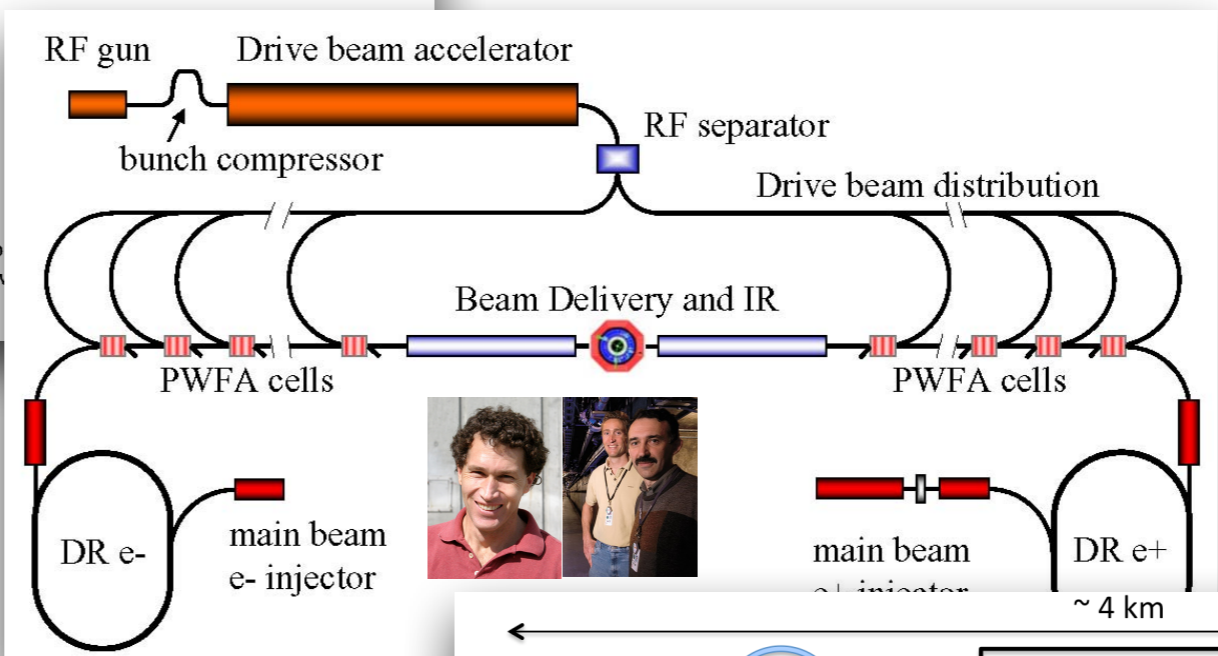 RF gun
Drive beam accelerator
bunch compressor
RF separator
Drive beam distribution
Beam Delivery and IR
PWFA cells
PWFA cells
DR e-
main beam
e- injector
main beam
e+ injector
DR e+
~ 4 km